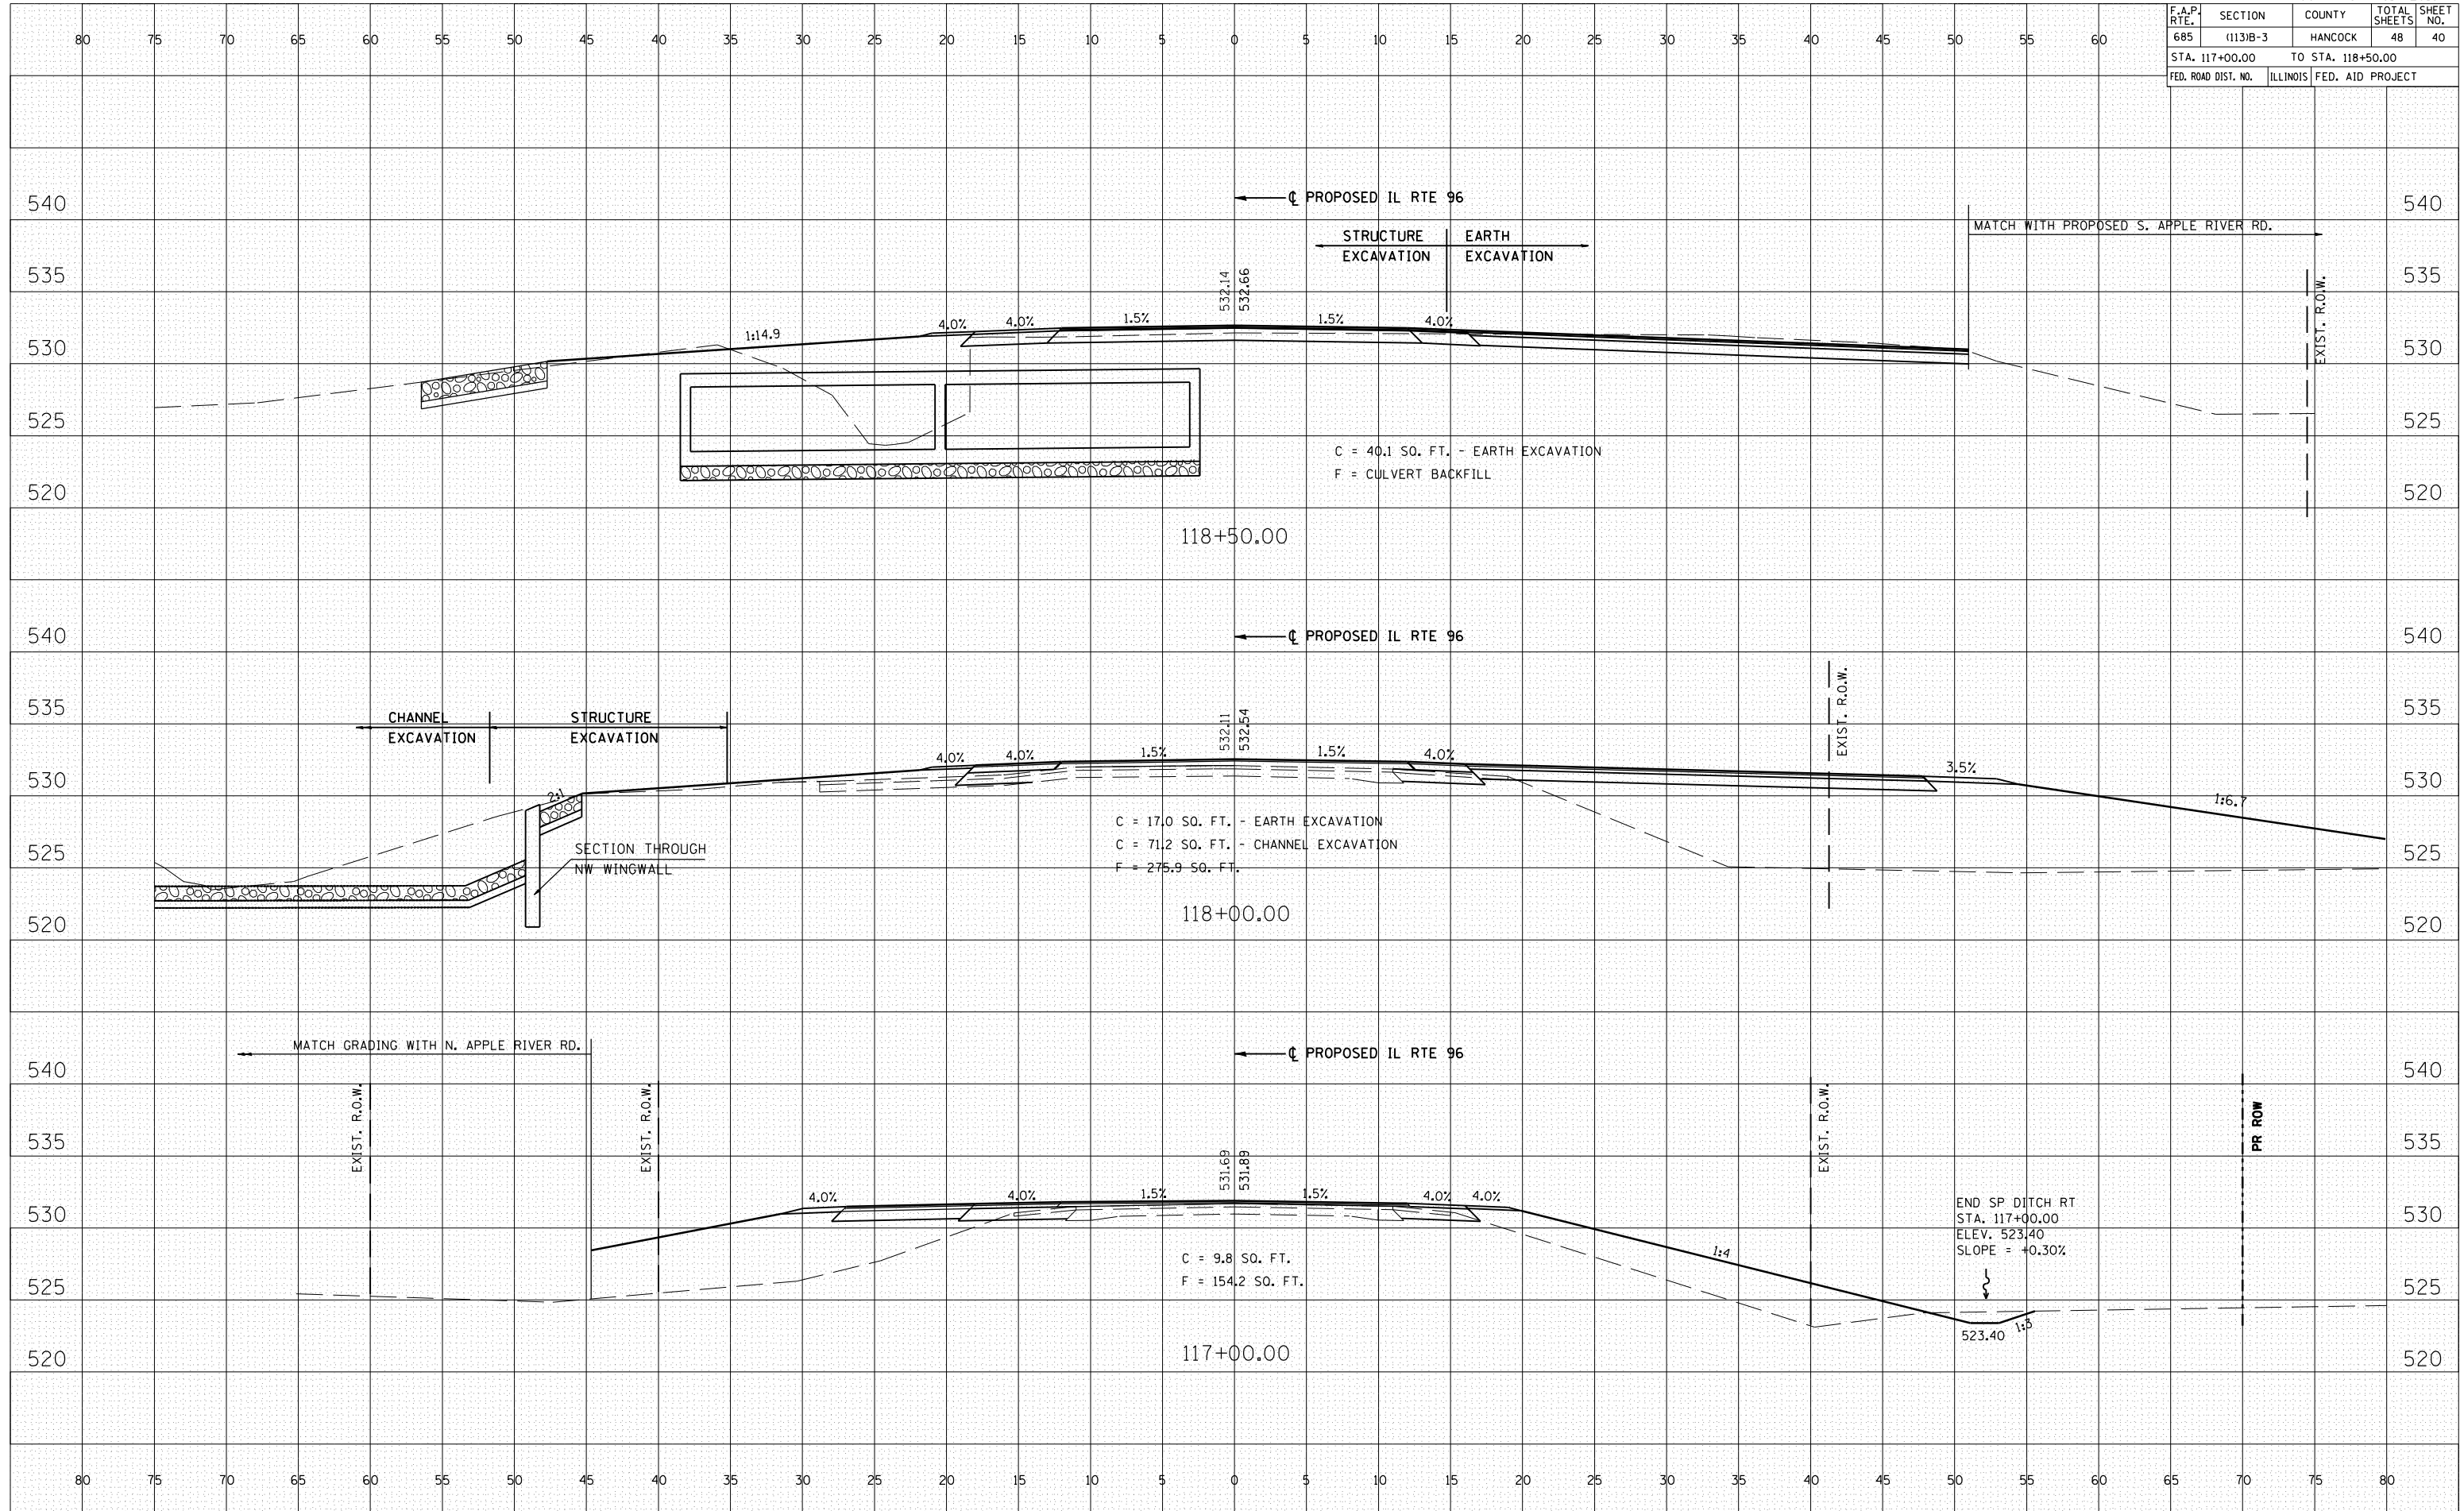 F.A.P. RTE. SECTION COUNTY TOTAL SHEETS SHEET NO.
685 (113)B-3 HANCOCK 48 40
STA. 117+00.00 TO STA. 118+50.00
FED. ROAD DIST. NO. ILLINOIS FED. AID PROJECT
80 75 70 65 60 55 50 45 40 35 30 25 20 15 10 5 0 5 10 15 20 25 30 35 40 45 50 55 60
540 540
℄ PROPOSED IL RTE 96
MATCH WITH PROPOSED S. APPLE RIVER RD.
STRUCTURE EXCAVATION
EARTH EXCAVATION
535 535
532.14
532.66
EXIST. R.O.W.
1:14.9
4.0%
4.0%
1.5%
1.5%
4.0%
530 530
525 525
C = 40.1 SQ. FT. - EARTH EXCAVATION
F = CULVERT BACKFILL
520 520
118+50.00
540 540
℄ PROPOSED IL RTE 96
EXIST. R.O.W.
535 535
CHANNEL EXCAVATION
STRUCTURE EXCAVATION
532.11
532.54
4.0%
4.0%
1.5%
1.5%
4.0%
3.5%
530 530
2:1
1:6.7
C = 17.0 SQ. FT. - EARTH EXCAVATION
C = 71.2 SQ. FT. - CHANNEL EXCAVATION
F = 275.9 SQ. FT.
SECTION THROUGH
NW WINGWALL
525 525
118+00.00
520 520
MATCH GRADING WITH N. APPLE RIVER RD.
℄ PROPOSED IL RTE 96
540 540
EXIST. R.O.W.
EXIST. R.O.W.
EXIST. R.O.W.
PR ROW
535 535
531.69
531.89
4.0%
4.0%
1.5%
1.5%
4.0%
4.0%
END SP DITCH RT
STA. 117+00.00
ELEV. 523.40
SLOPE = +0.30%
530 530
1:4
C = 9.8 SQ. FT.
F = 154.2 SQ. FT.
525 525
1:3
523.40
117+00.00
520 520
80 75 70 65 60 55 50 45 40 35 30 25 20 15 10 5 0 5 10 15 20 25 30 35 40 45 50 55 60 65 70 75 80